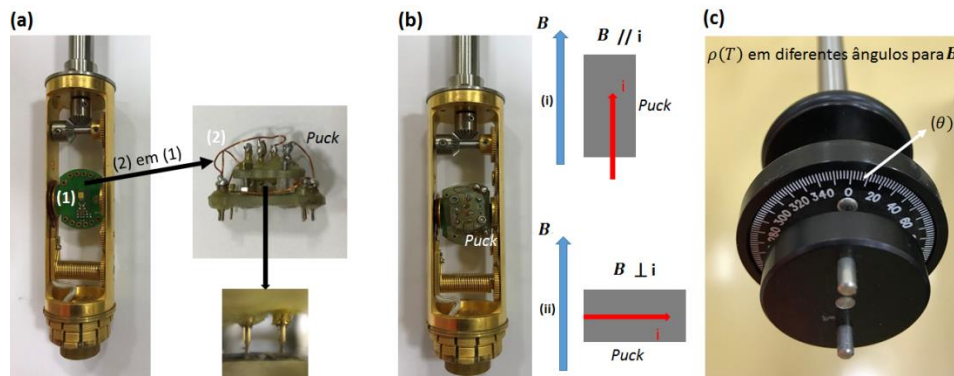 (a)
(1)
(2) em (1)
(2)
Puck
(b)
Puck
B
B // i
(i)
i
Puck
B
B ⊥ i
(ii)
i
Puck
(c)
ρ(T) em diferentes ângulos para B
(θ)
280 300 320 340 0 20 40 60